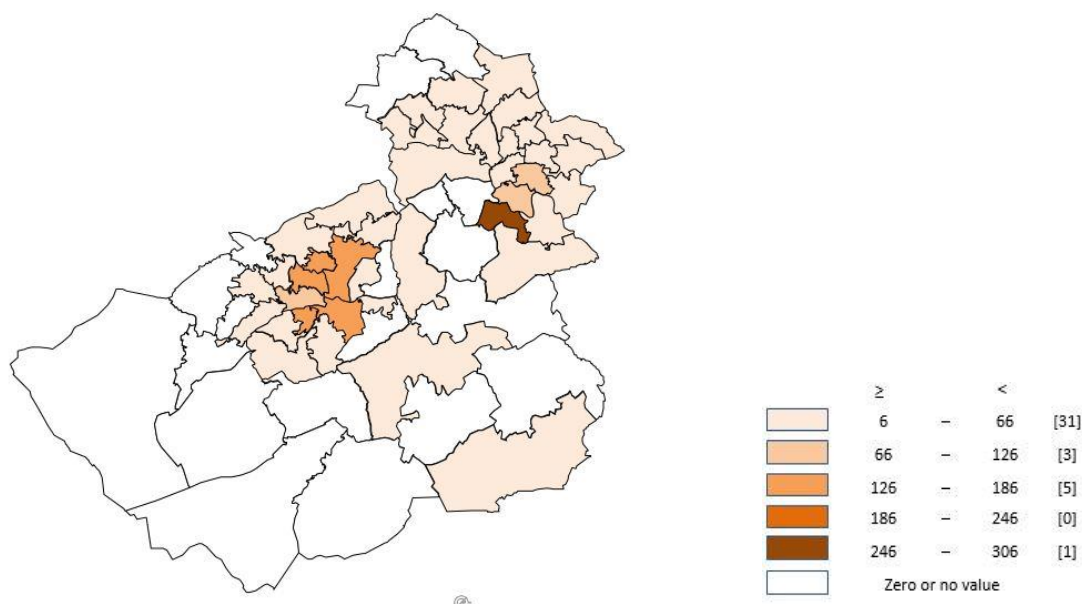 ≥ <
6 – 66 [31]
66 – 126 [3]
126 – 186 [5]
186 – 246 [0]
246 – 306 [1]
Zero or no value